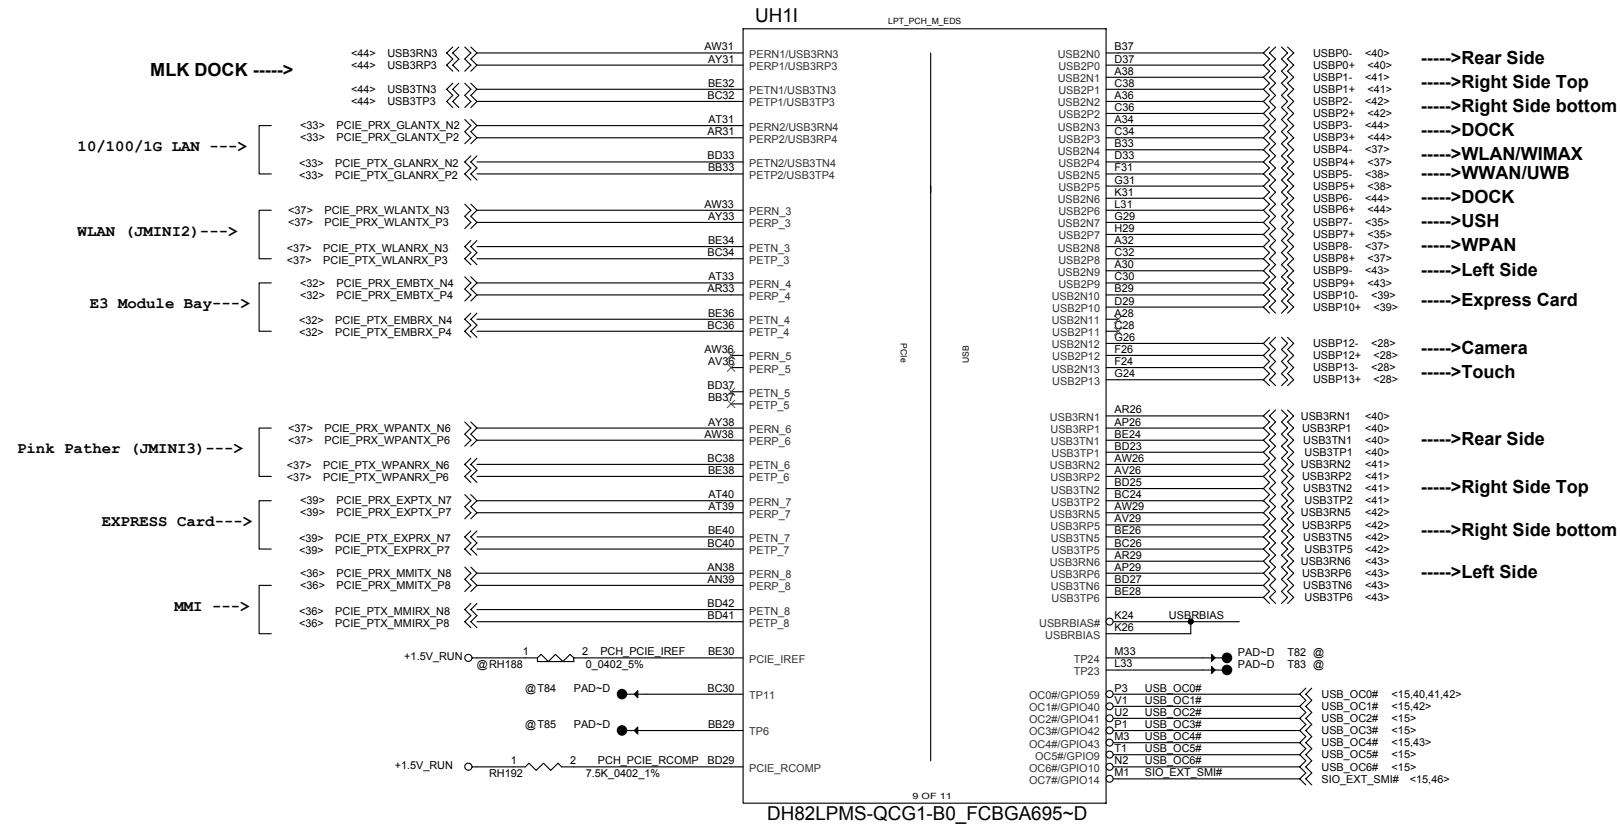 UH1I
LPT_PCH_M_EDS
MLK DOCK ----->
<44> USB3RN3 AW31 PERN1/USB3RN3
<44> USB3RP3 AY31 PERP1/USB3RP3
<44> USB3TN3 BE32 PETN1/USB3TN3
<44> USB3TP3 BC32 PETP1/USB3TP3
10/100/1G LAN --->
<33> PCIE_PRX_GLANTX_N2 AT31 PERN2/USB3RN4
<33> PCIE_PRX_GLANTX_P2 AR31 PERP2/USB3RP4
<33> PCIE_PTX_GLANRX_N2 BD33 PETN2/USB3TN4
<33> PCIE_PTX_GLANRX_P2 BB33 PETP2/USB3TP4
WLAN (JMINI2)--->
<37> PCIE_PRX_WLANTX_N3 AW33 PERN_3
<37> PCIE_PRX_WLANTX_P3 AY33 PERP_3
<37> PCIE_PTX_WLANRX_N3 BE34 PETN_3
<37> PCIE_PTX_WLANRX_P3 BC34 PETP_3
E3 Module Bay--->
<32> PCIE_PRX_EMBTX_N4 AT33 PERN_4
<32> PCIE_PRX_EMBTX_P4 AR33 PERP_4
<32> PCIE_PTX_EMBRX_N4 BE36 PETN_4
<32> PCIE_PTX_EMBRX_P4 BC36 PETP_4
AW36 PERN_5
AV36 PERP_5
BD37 PETN_5
BB37 PETP_5
Pink Pather (JMINI3)--->
<37> PCIE_PRX_WPANTX_N6 AY38 PERN_6
<37> PCIE_PRX_WPANTX_P6 AW38 PERP_6
<37> PCIE_PTX_WPANRX_N6 BC38 PETN_6
<37> PCIE_PTX_WPANRX_P6 BE38 PETP_6
EXPRESS Card--->
<39> PCIE_PRX_EXPTX_N7 AT40 PERN_7
<39> PCIE_PRX_EXPTX_P7 AT39 PERP_7
<39> PCIE_PTX_EXPRX_N7 BE40 PETN_7
<39> PCIE_PTX_EXPRX_P7 BC40 PETP_7
MMI --->
<36> PCIE_PRX_MMITX_N8 AN38 PERN_8
<36> PCIE_PRX_MMITX_P8 AN39 PERP_8
<36> PCIE_PTX_MMIRX_N8 BD42 PETN_8
<36> PCIE_PTX_MMIRX_P8 BD41 PETP_8
+1.5V_RUN 1 2 PCH_PCIE_IREF BE30 PCIE_IREF
@RH188 0_0402_5%
@T84 PAD~D BC30 TP11
@T85 PAD~D BB29 TP6
+1.5V_RUN 1 2 PCH_PCIE_RCOMP BD29 PCIE_RCOMP
RH192 7.5K_0402_1%
PCIe
USB
USB2N0 B37 USBP0- <40>
USB2P0 D37 USBP0+ <40>
----->Rear Side
USB2N1 A38 USBP1- <41>
USB2P1 C38 USBP1+ <41>
----->Right Side Top
USB2N2 A36 USBP2- <42>
USB2P2 C36 USBP2+ <42>
----->Right Side bottom
USB2N3 A34 USBP3- <44>
USB2P3 C34 USBP3+ <44>
----->DOCK
USB2N4 B33 USBP4- <37>
USB2P4 D33 USBP4+ <37>
----->WLAN/WIMAX
USB2N5 F31 USBP5- <38>
USB2P5 G31 USBP5+ <38>
----->WWAN/UWB
USB2N6 K31 USBP6- <44>
USB2P6 L31 USBP6+ <44>
----->DOCK
USB2N7 G29 USBP7- <35>
USB2P7 H29 USBP7+ <35>
----->USH
USB2N8 A32 USBP8- <37>
USB2P8 C32 USBP8+ <37>
----->WPAN
USB2N9 A30 USBP9- <43>
USB2P9 C30 USBP9+ <43>
----->Left Side
USB2N10 B29 USBP10- <39>
USB2P10 D29 USBP10+ <39>
----->Express Card
USB2N11 A28
USB2P11 C28
USB2N12 G26 USBP12- <28>
USB2P12 F26 USBP12+ <28>
----->Camera
USB2N13 F24 USBP13- <28>
USB2P13 G24 USBP13+ <28>
----->Touch
USB3RN1 AR26 USB3RN1 <40>
USB3RP1 AP26 USB3RP1 <40>
USB3TN1 BE24 USB3TN1 <40>
USB3TP1 BD23 USB3TP1 <40>
----->Rear Side
USB3RN2 AW26 USB3RN2 <41>
USB3RP2 AV26 USB3RP2 <41>
USB3TN2 BD25 USB3TN2 <41>
USB3TP2 BC24 USB3TP2 <41>
----->Right Side Top
USB3RN5 AW29 USB3RN5 <42>
USB3RP5 AV29 USB3RP5 <42>
USB3TN5 BE26 USB3TN5 <42>
USB3TP5 BC26 USB3TP5 <42>
----->Right Side bottom
USB3RN6 AR29 USB3RN6 <43>
USB3RP6 AP29 USB3RP6 <43>
USB3TN6 BD27 USB3TN6 <43>
USB3TP6 BE28 USB3TP6 <43>
----->Left Side
USBRBIAS# K24 USBRBIAS
USBRBIAS K26
TP24 M33 PAD~D T82 @
TP23 L33 PAD~D T83 @
OC0#/GPIO59 P3 USB_OC0# USB_OC0# <15,40,41,42>
OC1#/GPIO40 V1 USB_OC1# USB_OC1# <15,42>
OC2#/GPIO41 U2 USB_OC2# USB_OC2# <15>
OC3#/GPIO42 P1 USB_OC3# USB_OC3# <15>
OC4#/GPIO43 M3 USB_OC4# USB_OC4# <15,43>
OC5#/GPIO9 T1 USB_OC5# USB_OC5# <15>
OC6#/GPIO10 N2 USB_OC6# USB_OC6# <15>
OC7#/GPIO14 M1 SIO_EXT_SMI# SIO_EXT_SMI# <15,46>
9 OF 11
DH82LPMS-QCG1-B0_FCBGA695~D